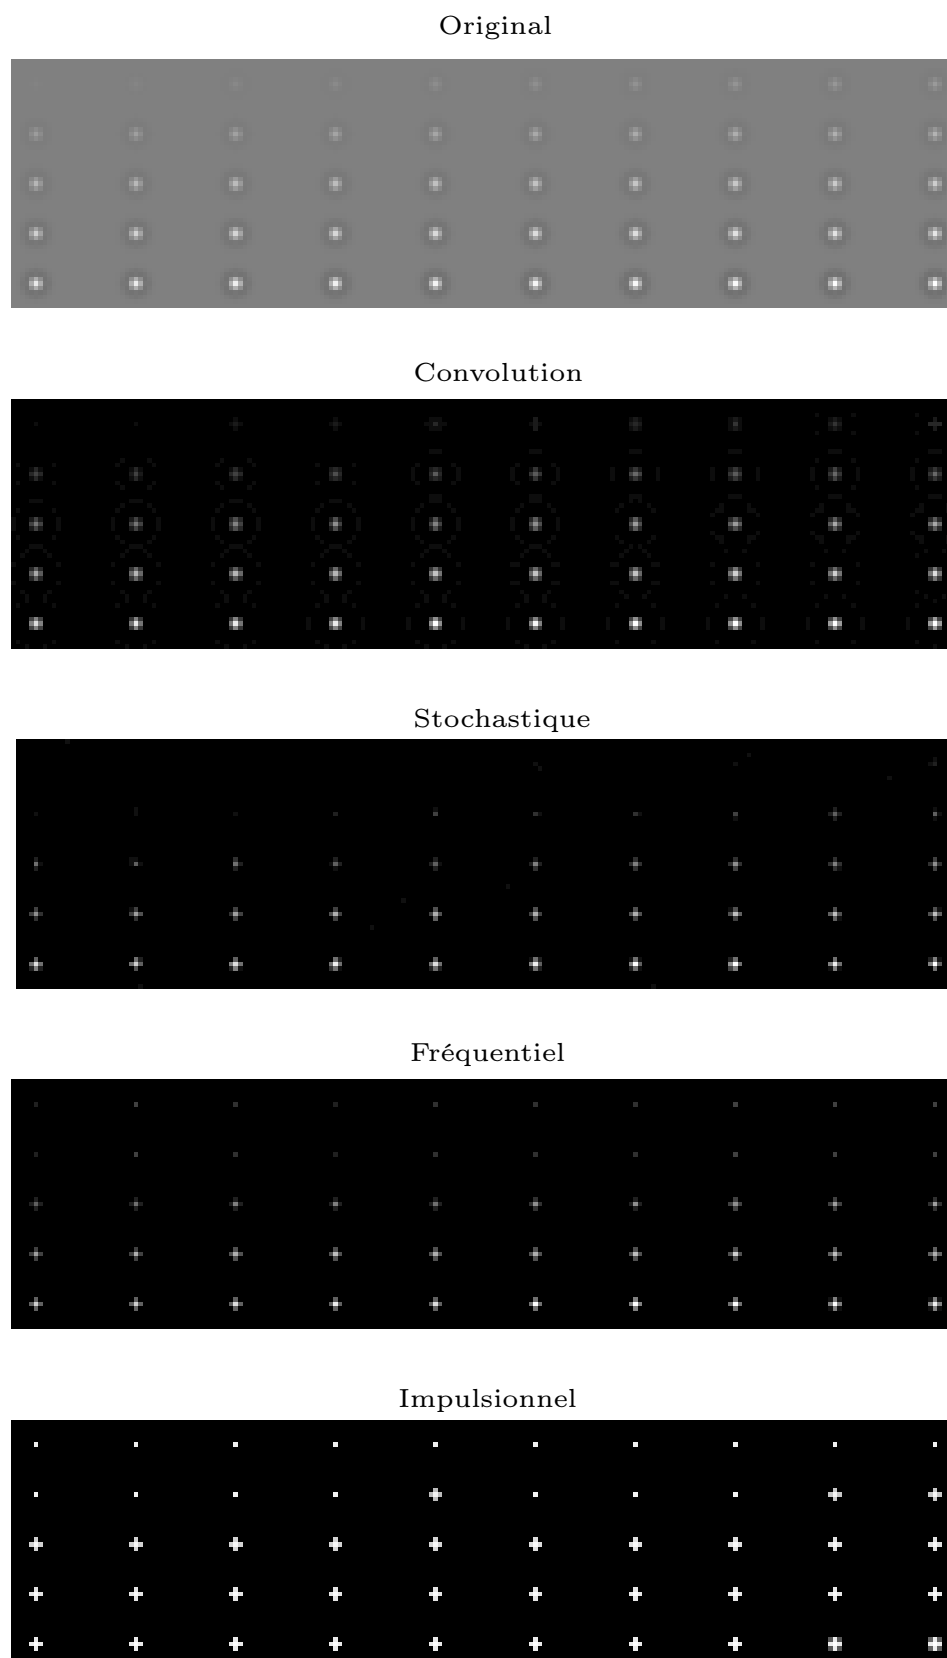 Original
Convolution
Stochastique
Fréquentiel
Impulsionnel